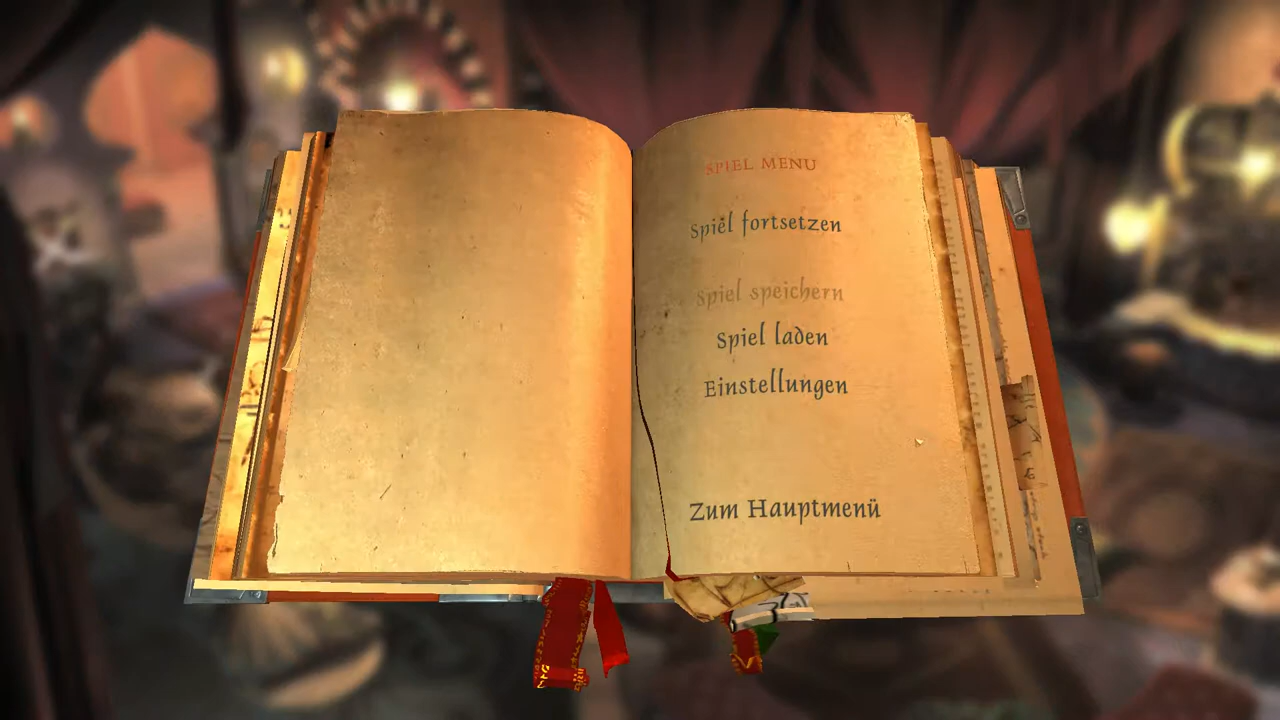 SPIEL MENU
Spiel fortsetzen
Spiel speichern
Spiel laden
Einstellungen
Zum Hauptmenü